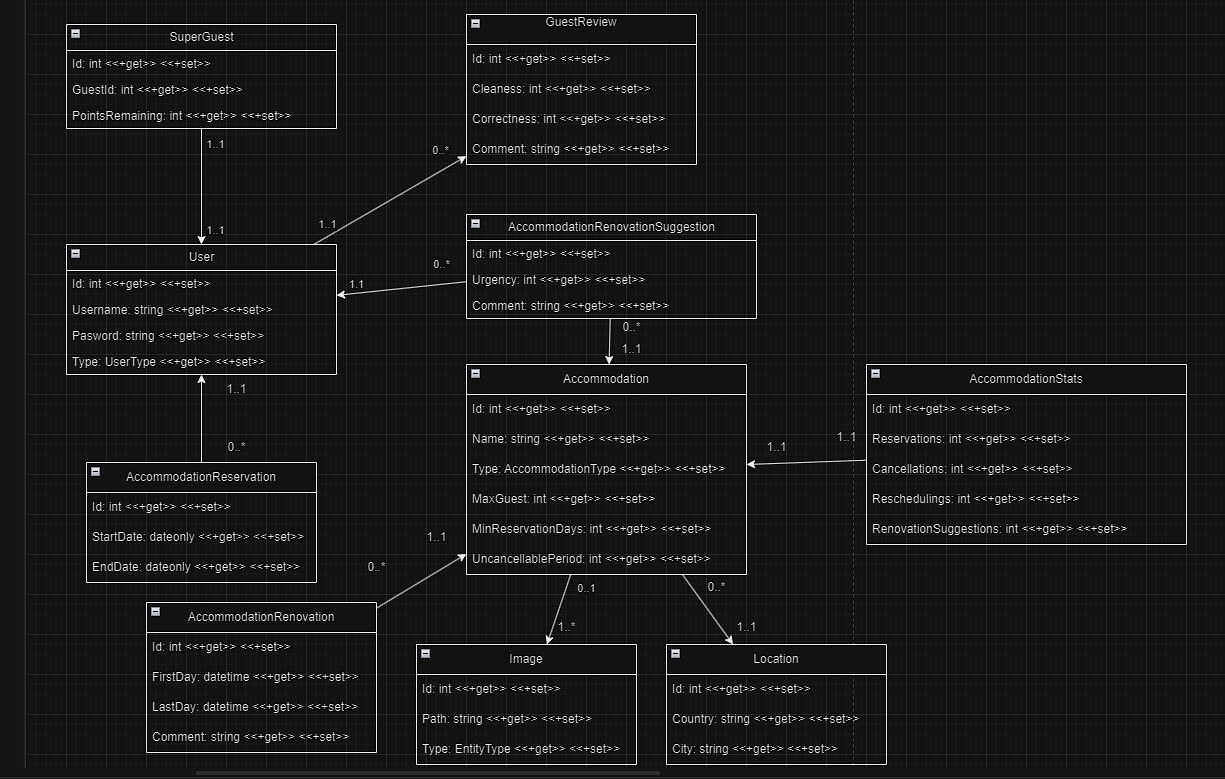 SuperGuest
Id: int <<+get>> <<+set>>
GuestId: int <<+get>> <<+set>>
PointsRemaining: int <<+get>> <<+set>>
1..1
1..1
GuestReview
Id: int <<+get>> <<+set>>
Cleaness: int <<+get>> <<+set>>
Correctness: int <<+get>> <<+set>>
Comment: string <<+get>> <<+set>>
0..*
1..1
User
Id: int <<+get>> <<+set>>
Username: string <<+get>> <<+set>>
Pasword: string <<+get>> <<+set>>
Type: UserType <<+get>> <<+set>>
AccommodationRenovationSuggestion
Id: int <<+get>> <<+set>>
Urgency: int <<+get>> <<+set>>
Comment: string <<+get>> <<+set>>
0..*
1.1
0..*
1..1
1..1
0..*
AccommodationReservation
Id: int <<+get>> <<+set>>
StartDate: dateonly <<+get>> <<+set>>
EndDate: dateonly <<+get>> <<+set>>
Accommodation
Id: int <<+get>> <<+set>>
Name: string <<+get>> <<+set>>
Type: AccommodationType <<+get>> <<+set>>
MaxGuest: int <<+get>> <<+set>>
MinReservationDays: int <<+get>> <<+set>>
UncancellablePeriod: int <<+get>> <<+set>>
1..1
1..1
AccommodationStats
Id: int <<+get>> <<+set>>
Reservations: int <<+get>> <<+set>>
Cancellations: int <<+get>> <<+set>>
Reschedulings: int <<+get>> <<+set>>
RenovationSuggestions: int <<+get>> <<+set>>
1..1
0..*
AccommodationRenovation
Id: int <<+get>> <<+set>>
FirstDay: datetime <<+get>> <<+set>>
LastDay: datetime <<+get>> <<+set>>
Comment: string <<+get>> <<+set>>
0..1
1..*
Image
Id: int <<+get>> <<+set>>
Path: string <<+get>> <<+set>>
Type: EntityType <<+get>> <<+set>>
0..*
1..1
Location
Id: int <<+get>> <<+set>>
Country: string <<+get>> <<+set>>
City: string <<+get>> <<+set>>